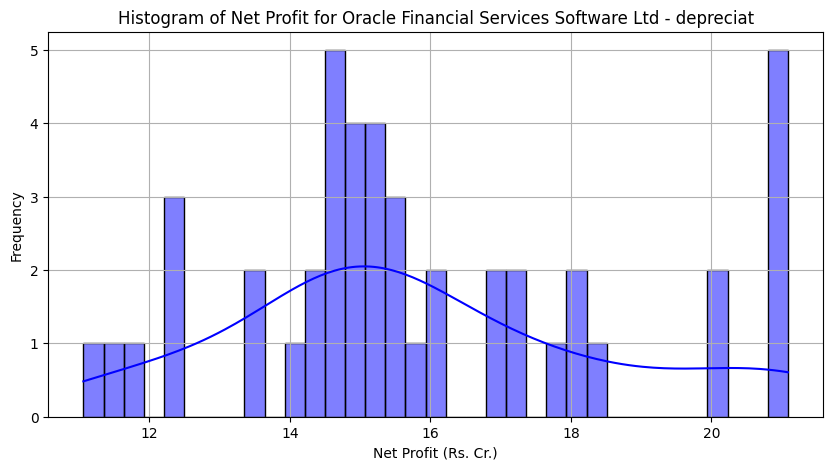 Histogram of Net Profit for Oracle Financial Services Software Ltd - depreciat
5
4
3
2
1
0
Frequency
12 14 16 18 20
Net Profit (Rs. Cr.)